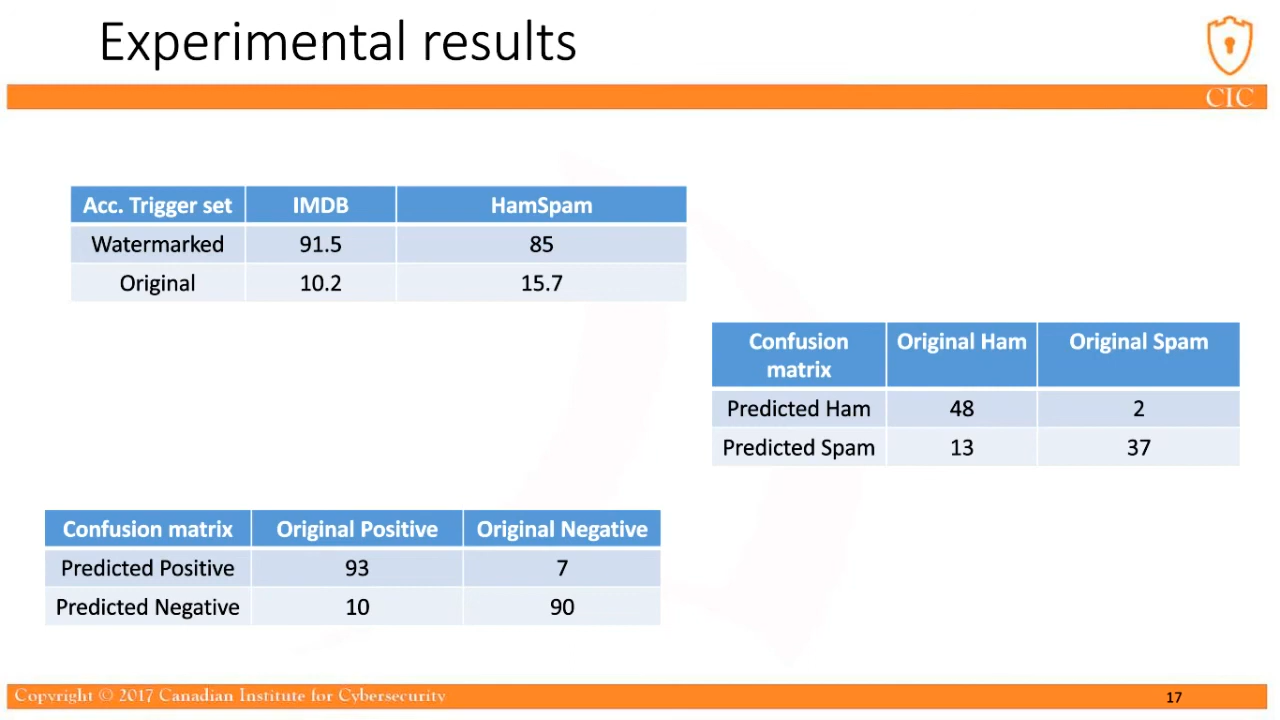 Experimental results
CIC
Acc. Trigger set IMDB HamSpam
Watermarked 91.5 85
Original 10.2 15.7
Confusion matrix Original Ham Original Spam
Predicted Ham 48 2
Predicted Spam 13 37
Confusion matrix Original Positive Original Negative
Predicted Positive 93 7
Predicted Negative 10 90
Copyright © 2017 Canadian Institute for Cybersecurity
17